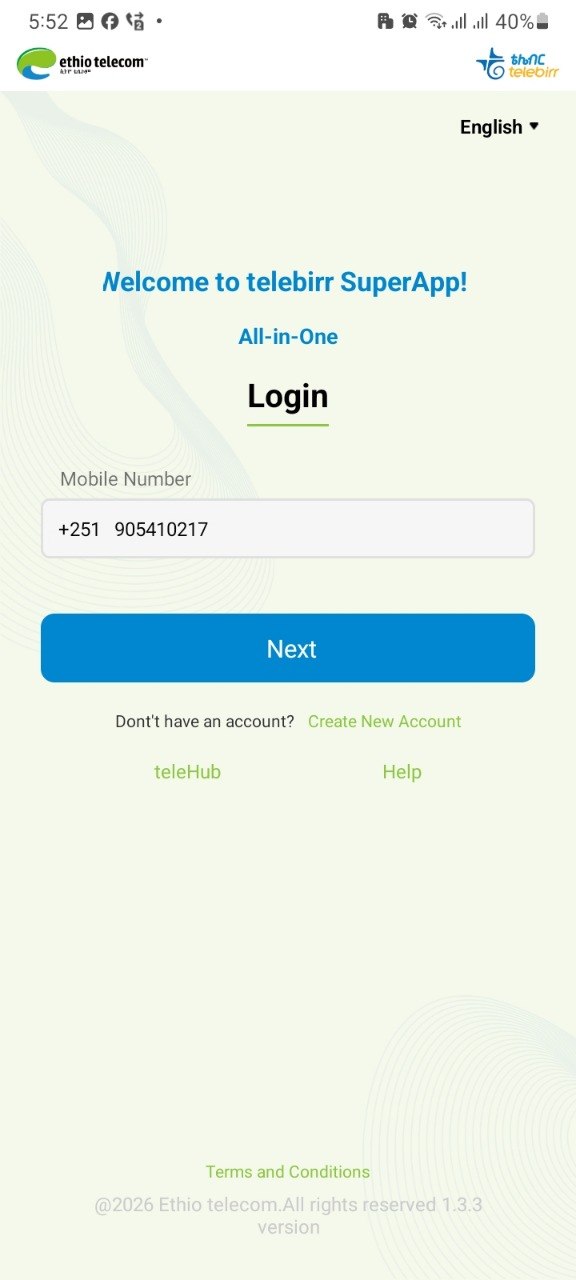 5:52
40%
ethio telecom
ቴሌብር
telebirr
English
Welcome to telebirr SuperApp!
All-in-One
Login
Mobile Number
+251 905410217
Next
Dont't have an account? Create New Account
teleHub
Help
Terms and Conditions
@2026 Ethio telecom.All rights reserved 1.3.3
version